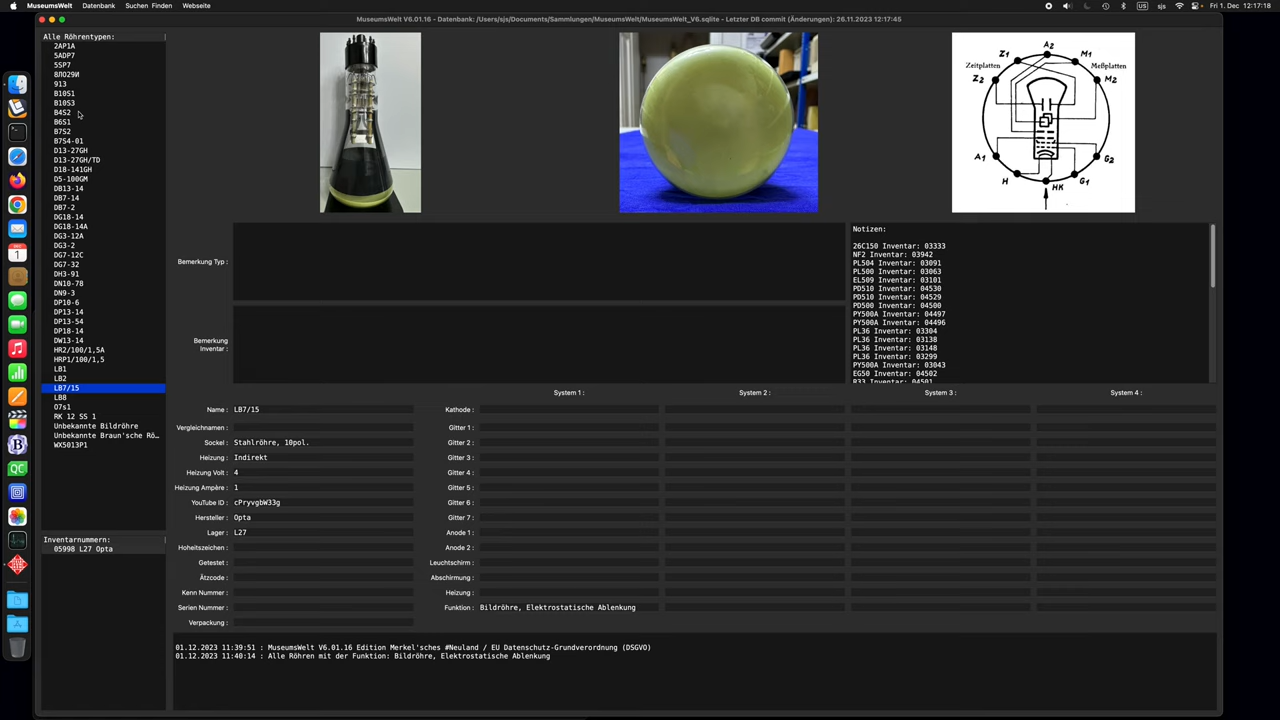 MuseumsWelt Datenbank Suchen Finden Webseite
US sjs Fri 1. Dec 12:17:18
MuseumsWelt V6.01.16 - Datenbank: /Users/sjs/Documents/Sammlungen/MuseumsWelt/MuseumsWelt_V6.sqlite - Letzter DB commit (Änderungen): 26.11.2023 12:17:45
Alle Röhrentypen:
2AP1A
5ADP7
5SP7
8ЛО29И
913
B10S1
B10S3
B4S2
B6S1
B7S2
B7S4-01
D13-27GH
D13-27GH/TD
D18-141GH
D5-100GM
DB13-14
DB7-14
DB7-2
DG18-14
DG18-14A
DG3-12A
DG3-2
DG7-12C
DG7-32
DH3-91
DN10-78
DN9-3
DP10-6
DP13-14
DP13-54
DP18-14
DW13-14
HR2/100/1,5A
HRP1/100/1,5
LB1
LB2
LB7/15
LB8
O7s1
RK 12 SS 1
Unbekannte Bildröhre
Unbekannte Braun'sche Rö…
WX5013P1
Inventarnummern:
05998 L27 Opta
Z1 A2 M1
Zeitplatten Meßplatten
Z2 M2
A1 G2
H HK G1
Bemerkung Typ :
Bemerkung
Inventar :
Notizen:
26C150 Inventar: 03333
NF2 Inventar: 03942
PL504 Inventar: 03091
PL500 Inventar: 03063
EL509 Inventar: 03101
PD510 Inventar: 04530
PD510 Inventar: 04529
PD500 Inventar: 04500
PY500A Inventar: 04497
PY500A Inventar: 04496
PL36 Inventar: 03304
PL36 Inventar: 03138
PL36 Inventar: 03148
PL36 Inventar: 03299
PY500A Inventar: 03043
EG50 Inventar: 04502
R33 Inventar: 04501
System 1 : System 2 : System 3 : System 4 :
Name : LB7/15
Vergleichnamen :
Sockel : Stahlröhre, 10pol.
Heizung : Indirekt
Heizung Volt : 4
Heizung Ampère : 1
YouTube ID : cPryvgbW33g
Hersteller : Opta
Lager : L27
Hoheitszeichen :
Getestet :
Ätzcode :
Kenn Nummer :
Serien Nummer :
Verpackung :
Kathode :
Gitter 1 :
Gitter 2 :
Gitter 3 :
Gitter 4 :
Gitter 5 :
Gitter 6 :
Gitter 7 :
Anode 1 :
Anode 2 :
Leuchtschirm :
Abschirmung :
Heizung :
Funktion : Bildröhre, Elektrostatische Ablenkung
01.12.2023 11:39:51 : MuseumsWelt V6.01.16 Edition Merkel'sches #Neuland / EU Datenschutz-Grundverordnung (DSGVO)
01.12.2023 11:40:14 : Alle Röhren mit der Funktion: Bildröhre, Elektrostatische Ablenkung